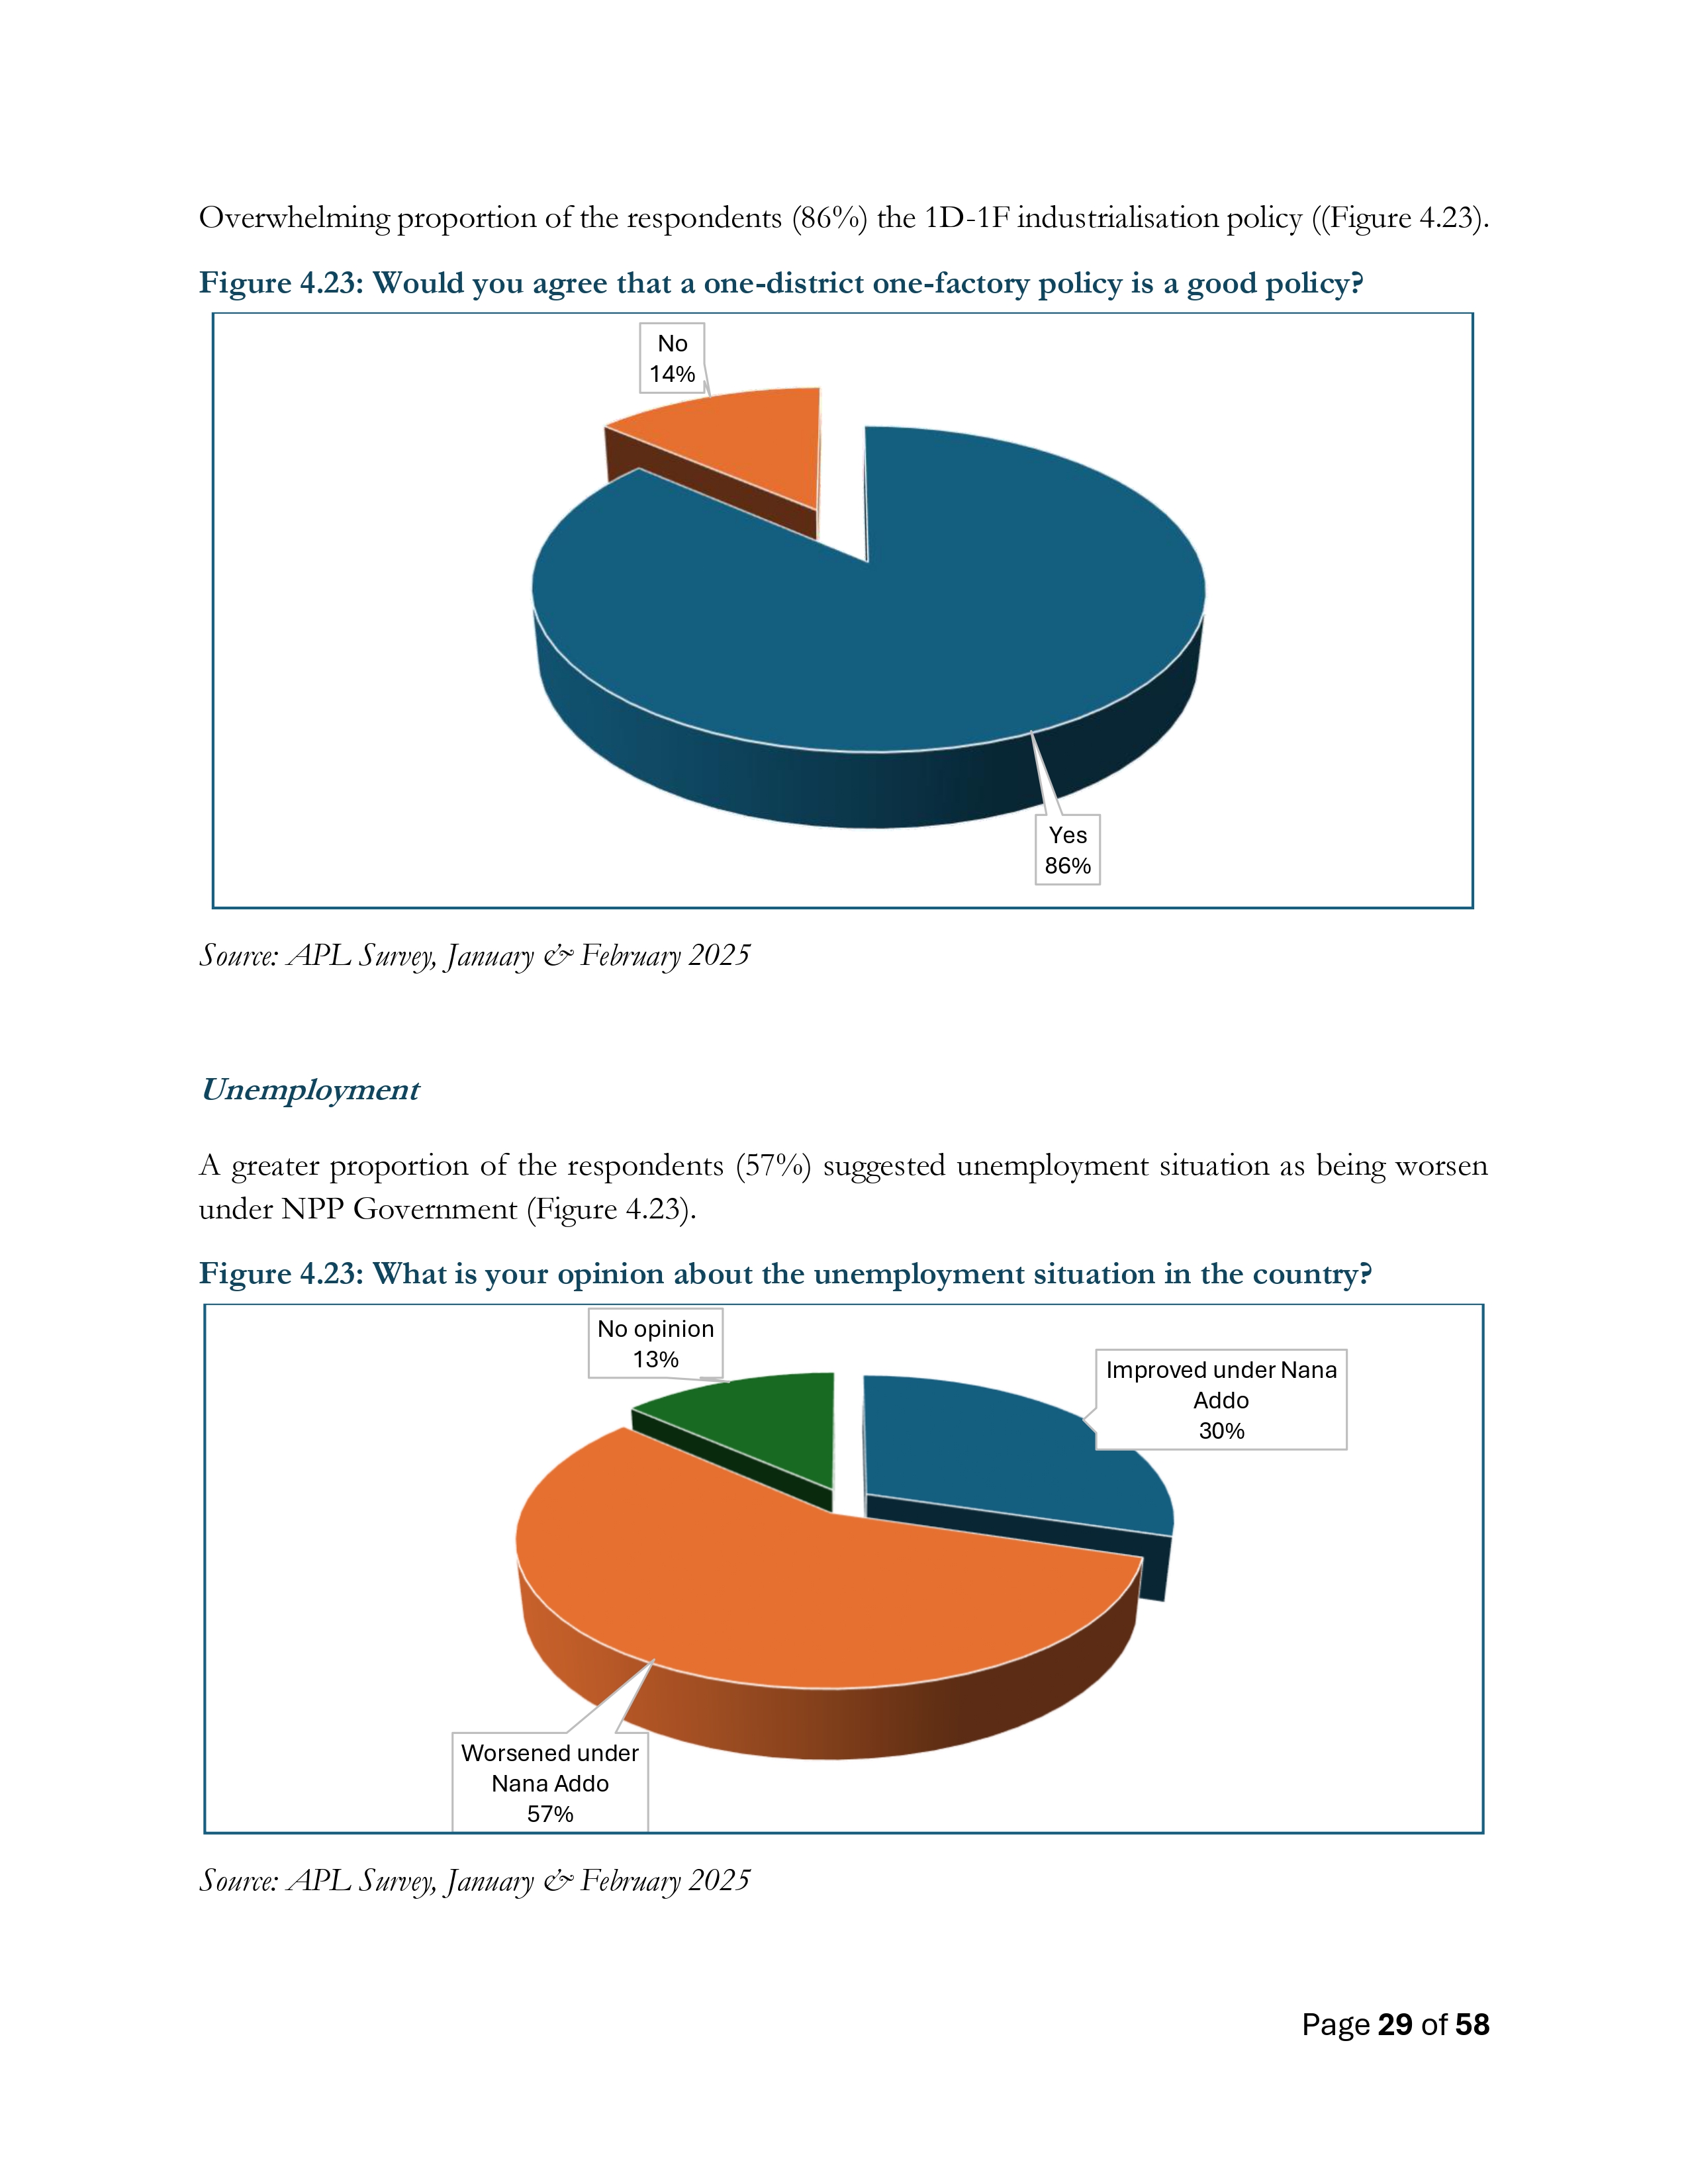 Overwhelming proportion of the respondents (86%) the 1D-1F industrialisation policy ((Figure 4.23).
Figure 4.23: Would you agree that a one-district one-factory policy is a good policy?
No
14%
Yes
86%
Source: APL Survey, January & February 2025
Unemployment
A greater proportion of the respondents (57%) suggested unemployment situation as being worsen
under NPP Government (Figure 4.23).
Figure 4.23: What is your opinion about the unemployment situation in the country?
No opinion
13%
Improved under Nana
Addo
30%
Worsened under
Nana Addo
57%
Source: APL Survey, January & February 2025
Page 29 of 58